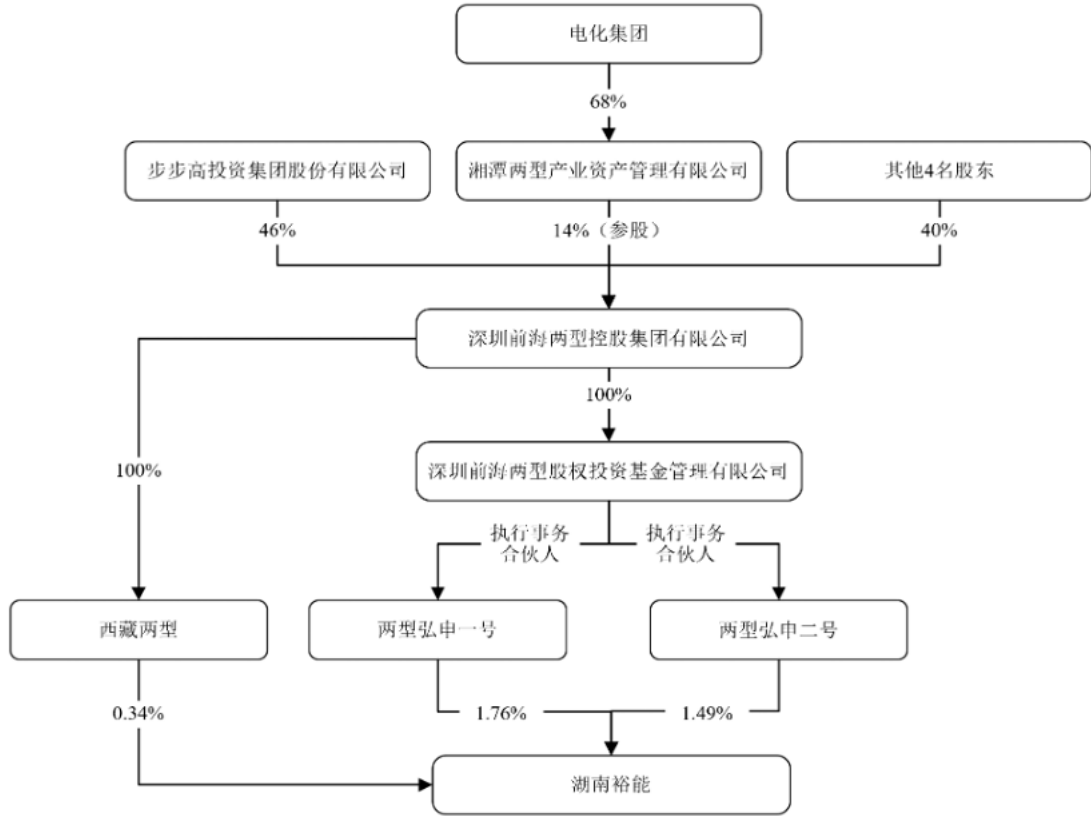 电化集团
68%
步步高投资集团股份有限公司
湘潭两型产业资产管理有限公司
其他4名股东
46%
14%（参股）
40%
深圳前海两型控股集团有限公司
100%
深圳前海两型股权投资基金管理有限公司
100%
执行事务
合伙人
执行事务
合伙人
西藏两型
两型弘申一号
两型弘申二号
0.34%
1.76%
1.49%
湖南裕能